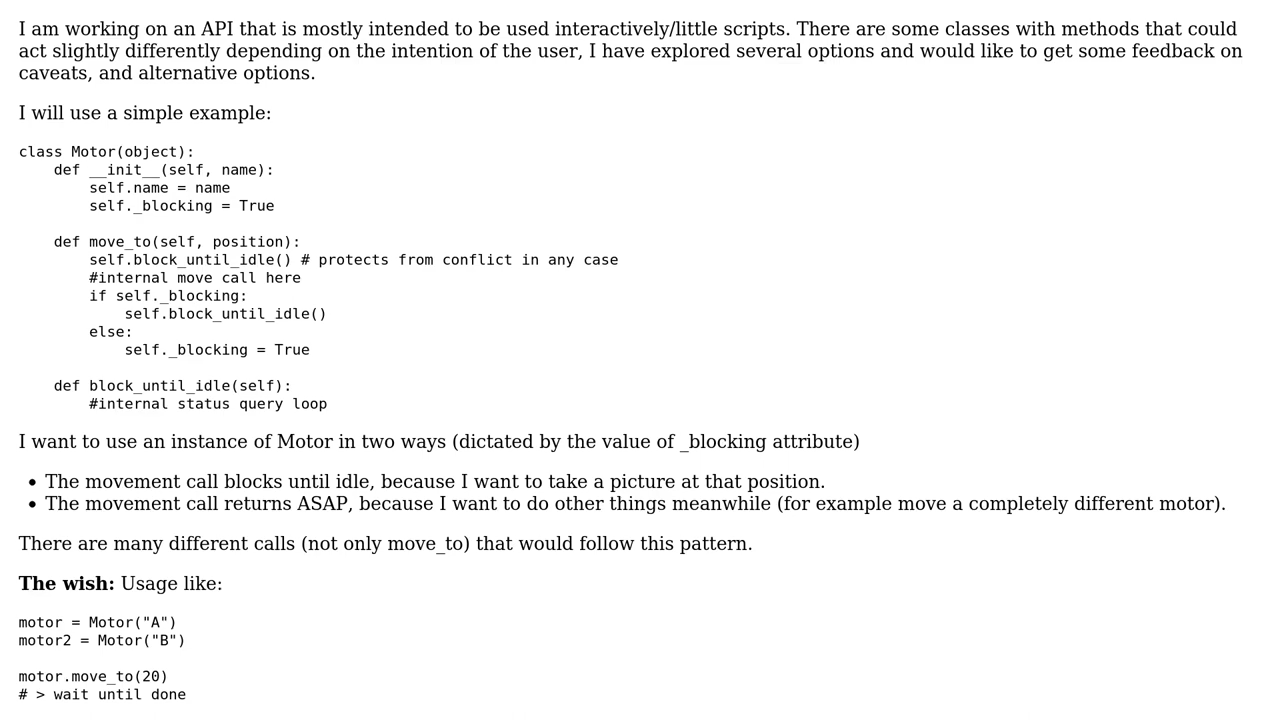 I am working on an API that is mostly intended to be used interactively/little scripts. There are some classes with methods that could
act slightly differently depending on the intention of the user, I have explored several options and would like to get some feedback on
caveats, and alternative options.
I will use a simple example:
class Motor(object):
    def __init__(self, name):
        self.name = name
        self._blocking = True
    def move_to(self, position):
        self.block_until_idle() # protects from conflict in any case
        #internal move call here
        if self._blocking:
            self.block_until_idle()
        else:
            self._blocking = True
    def block_until_idle(self):
        #internal status query loop
I want to use an instance of Motor in two ways (dictated by the value of _blocking attribute)
• The movement call blocks until idle, because I want to take a picture at that position.
• The movement call returns ASAP, because I want to do other things meanwhile (for example move a completely different motor).
There are many different calls (not only move_to) that would follow this pattern.
The wish: Usage like:
motor = Motor("A")
motor2 = Motor("B")
motor.move_to(20)
# > wait until done